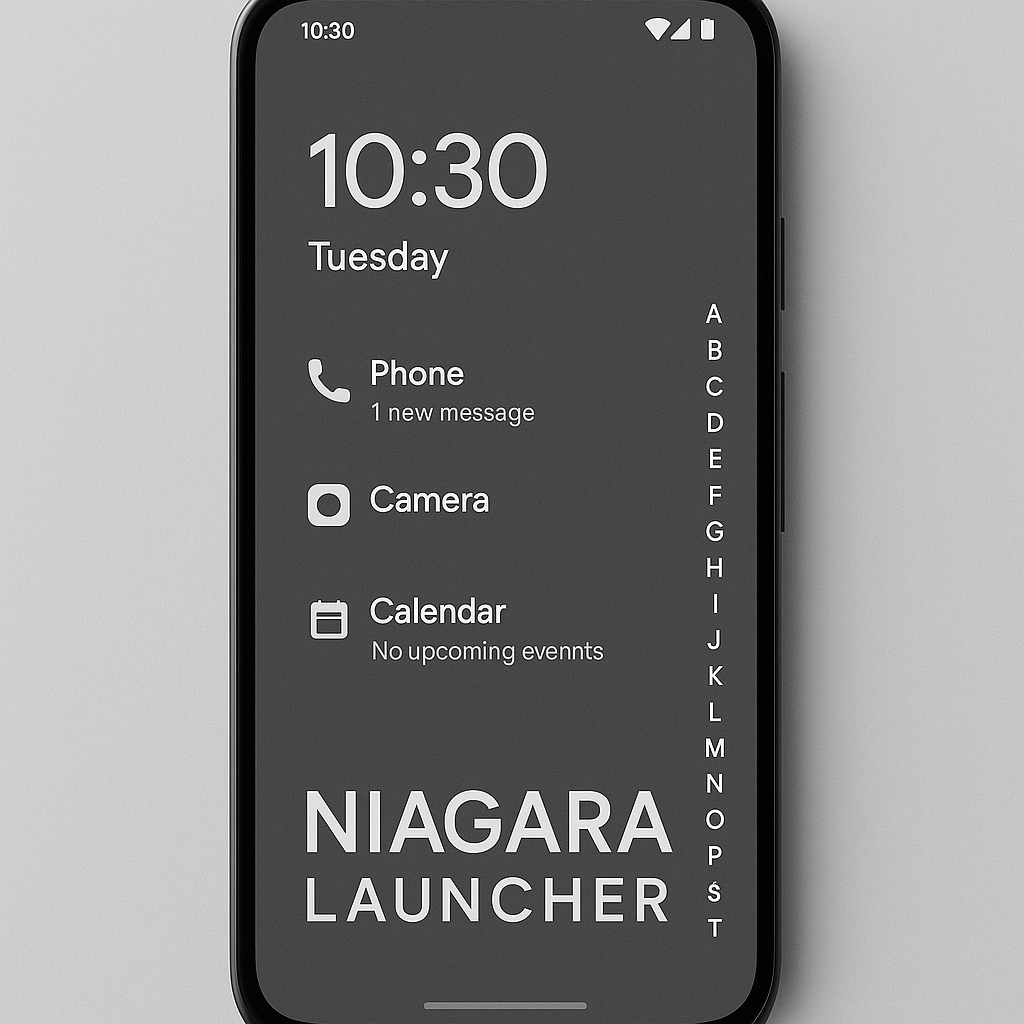 10:30
10:30
Tuesday
Phone
1 new message
Camera
Calendar
No upcoming evennts
NIAGARA
LAUNCHER
A
B
C
D
E
F
G
H
I
J
K
L
M
N
O
P
Ś
T